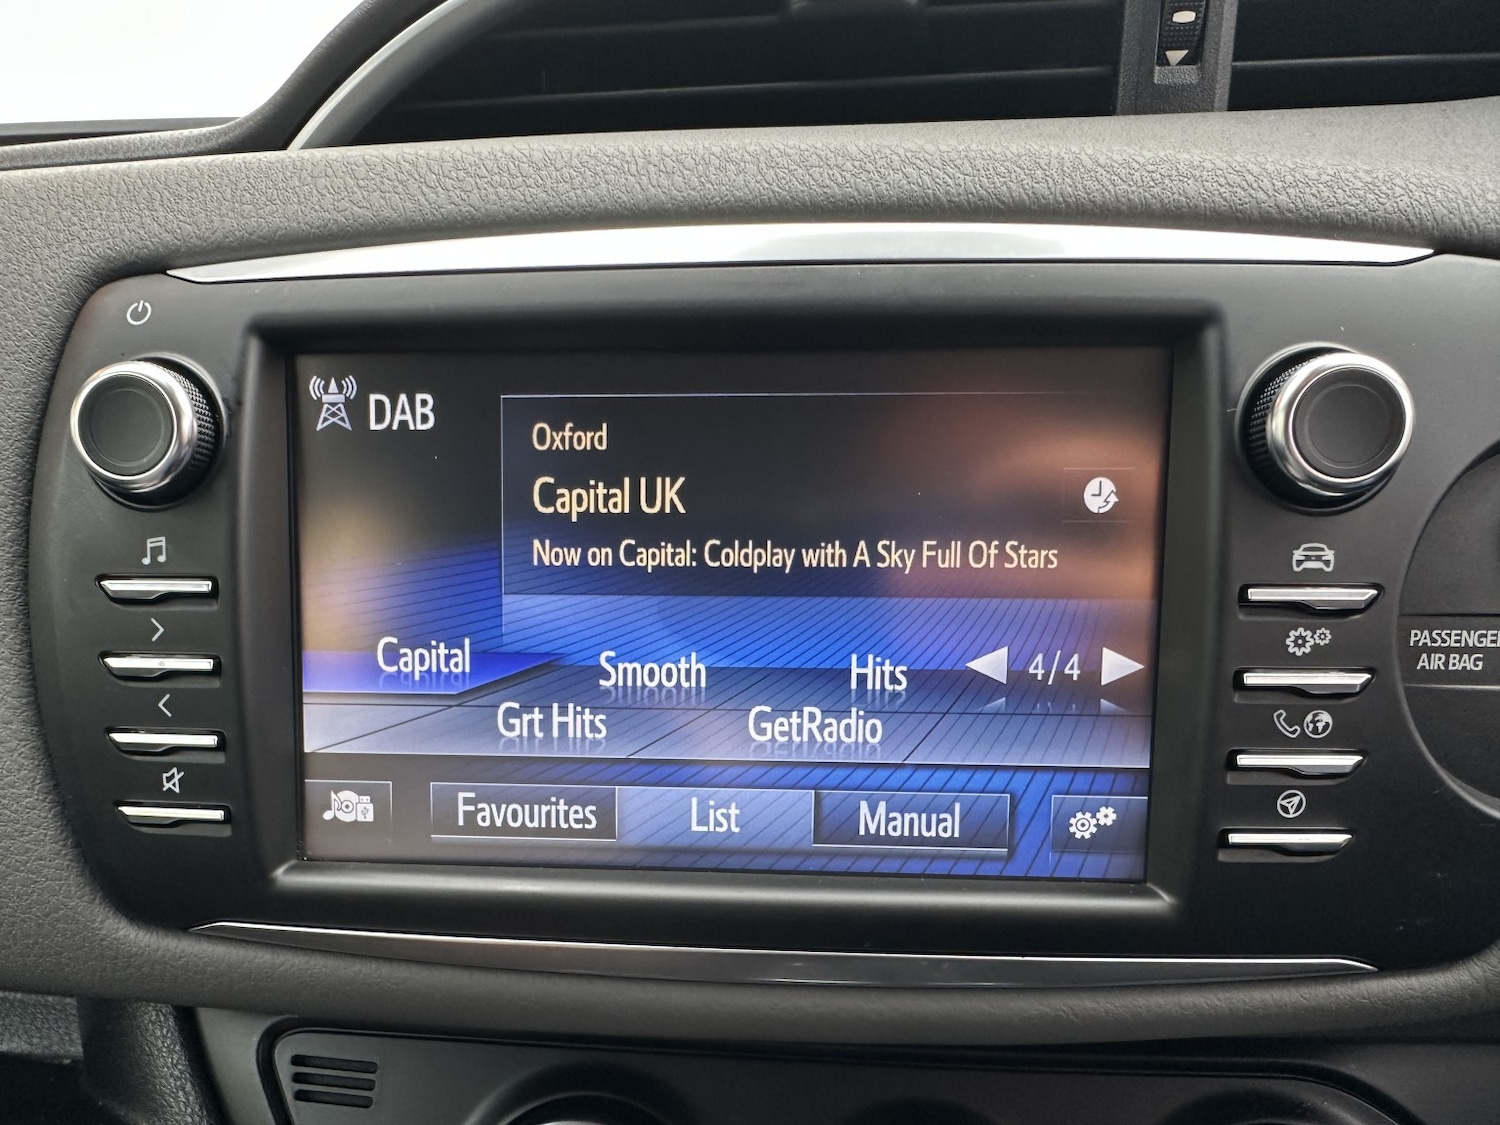 DAB
Oxford
Capital UK
Now on Capital: Coldplay with A Sky Full Of Stars
Capital Smooth Hits 4/4
Grt Hits GetRadio
Favourites List Manual
PASSENGE
AIR BAG